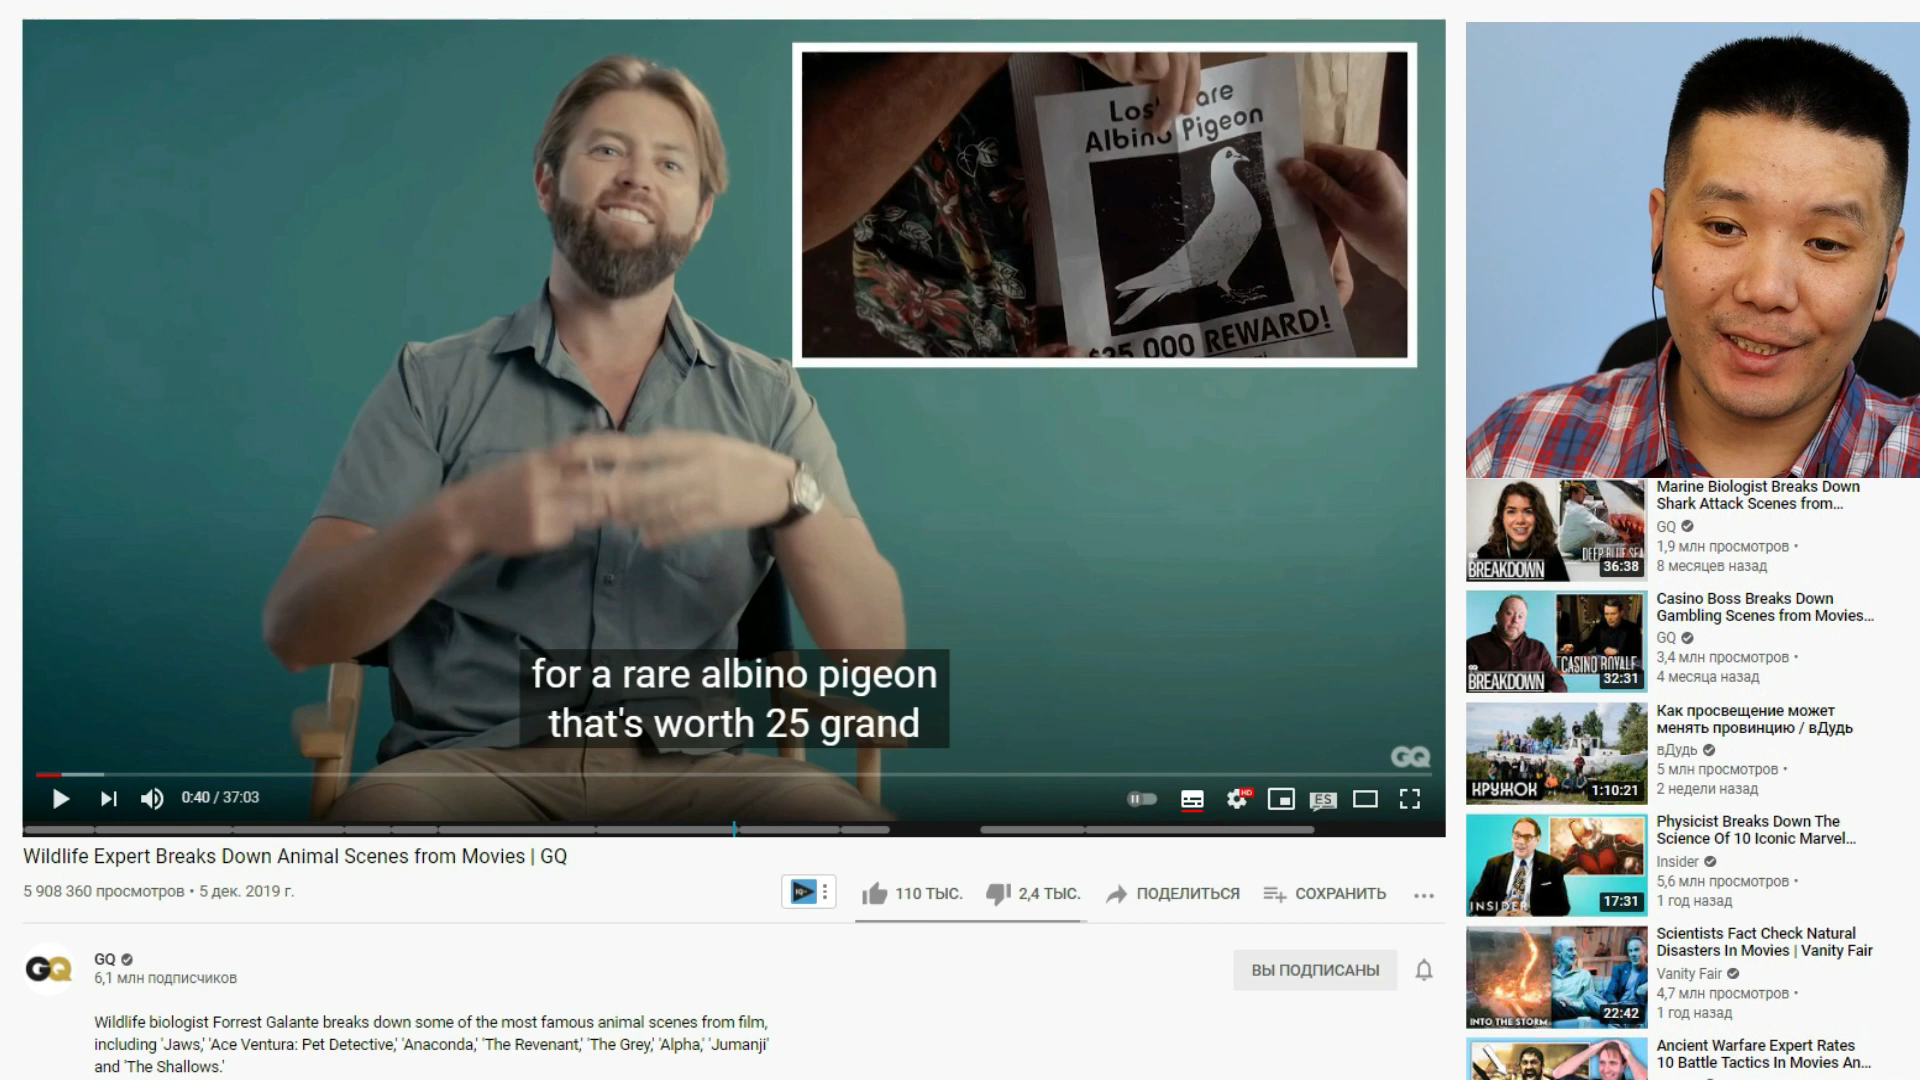 Lost are
Albino Pigeon
$25,000 REWARD!
for a rare albino pigeon
that's worth 25 grand
GQ
0:40 / 37:03
HD
ES
Wildlife Expert Breaks Down Animal Scenes from Movies | GQ
5 908 360 просмотров • 5 дек. 2019 г.
110 ТЫС.
2,4 ТЫС.
ПОДЕЛИТЬСЯ
СОХРАНИТЬ
GQ
GQ
6,1 млн подписчиков
ВЫ ПОДПИСАНЫ
Wildlife biologist Forrest Galante breaks down some of the most famous animal scenes from film,
including 'Jaws,' 'Ace Ventura: Pet Detective,' 'Anaconda,' 'The Revenant,' 'The Grey,' 'Alpha,' 'Jumanji'
and 'The Shallows.'
DEEP BLUE SEA
BREAKDOWN
36:38
Marine Biologist Breaks Down
Shark Attack Scenes from...
GQ
1,9 млн просмотров •
8 месяцев назад
CASINO ROYALE
BREAKDOWN
32:31
Casino Boss Breaks Down
Gambling Scenes from Movies...
GQ
3,4 млн просмотров •
4 месяца назад
КРУЖОК
1:10:21
Как просвещение может
менять провинцию / вДудь
вДудь
5 млн просмотров •
2 недели назад
INSIDER
17:31
Physicist Breaks Down The
Science Of 10 Iconic Marvel...
Insider
5,6 млн просмотров •
1 год назад
INTO THE STORM
22:42
Scientists Fact Check Natural
Disasters In Movies | Vanity Fair
Vanity Fair
4,7 млн просмотров •
1 год назад
Ancient Warfare Expert Rates
10 Battle Tactics In Movies An...